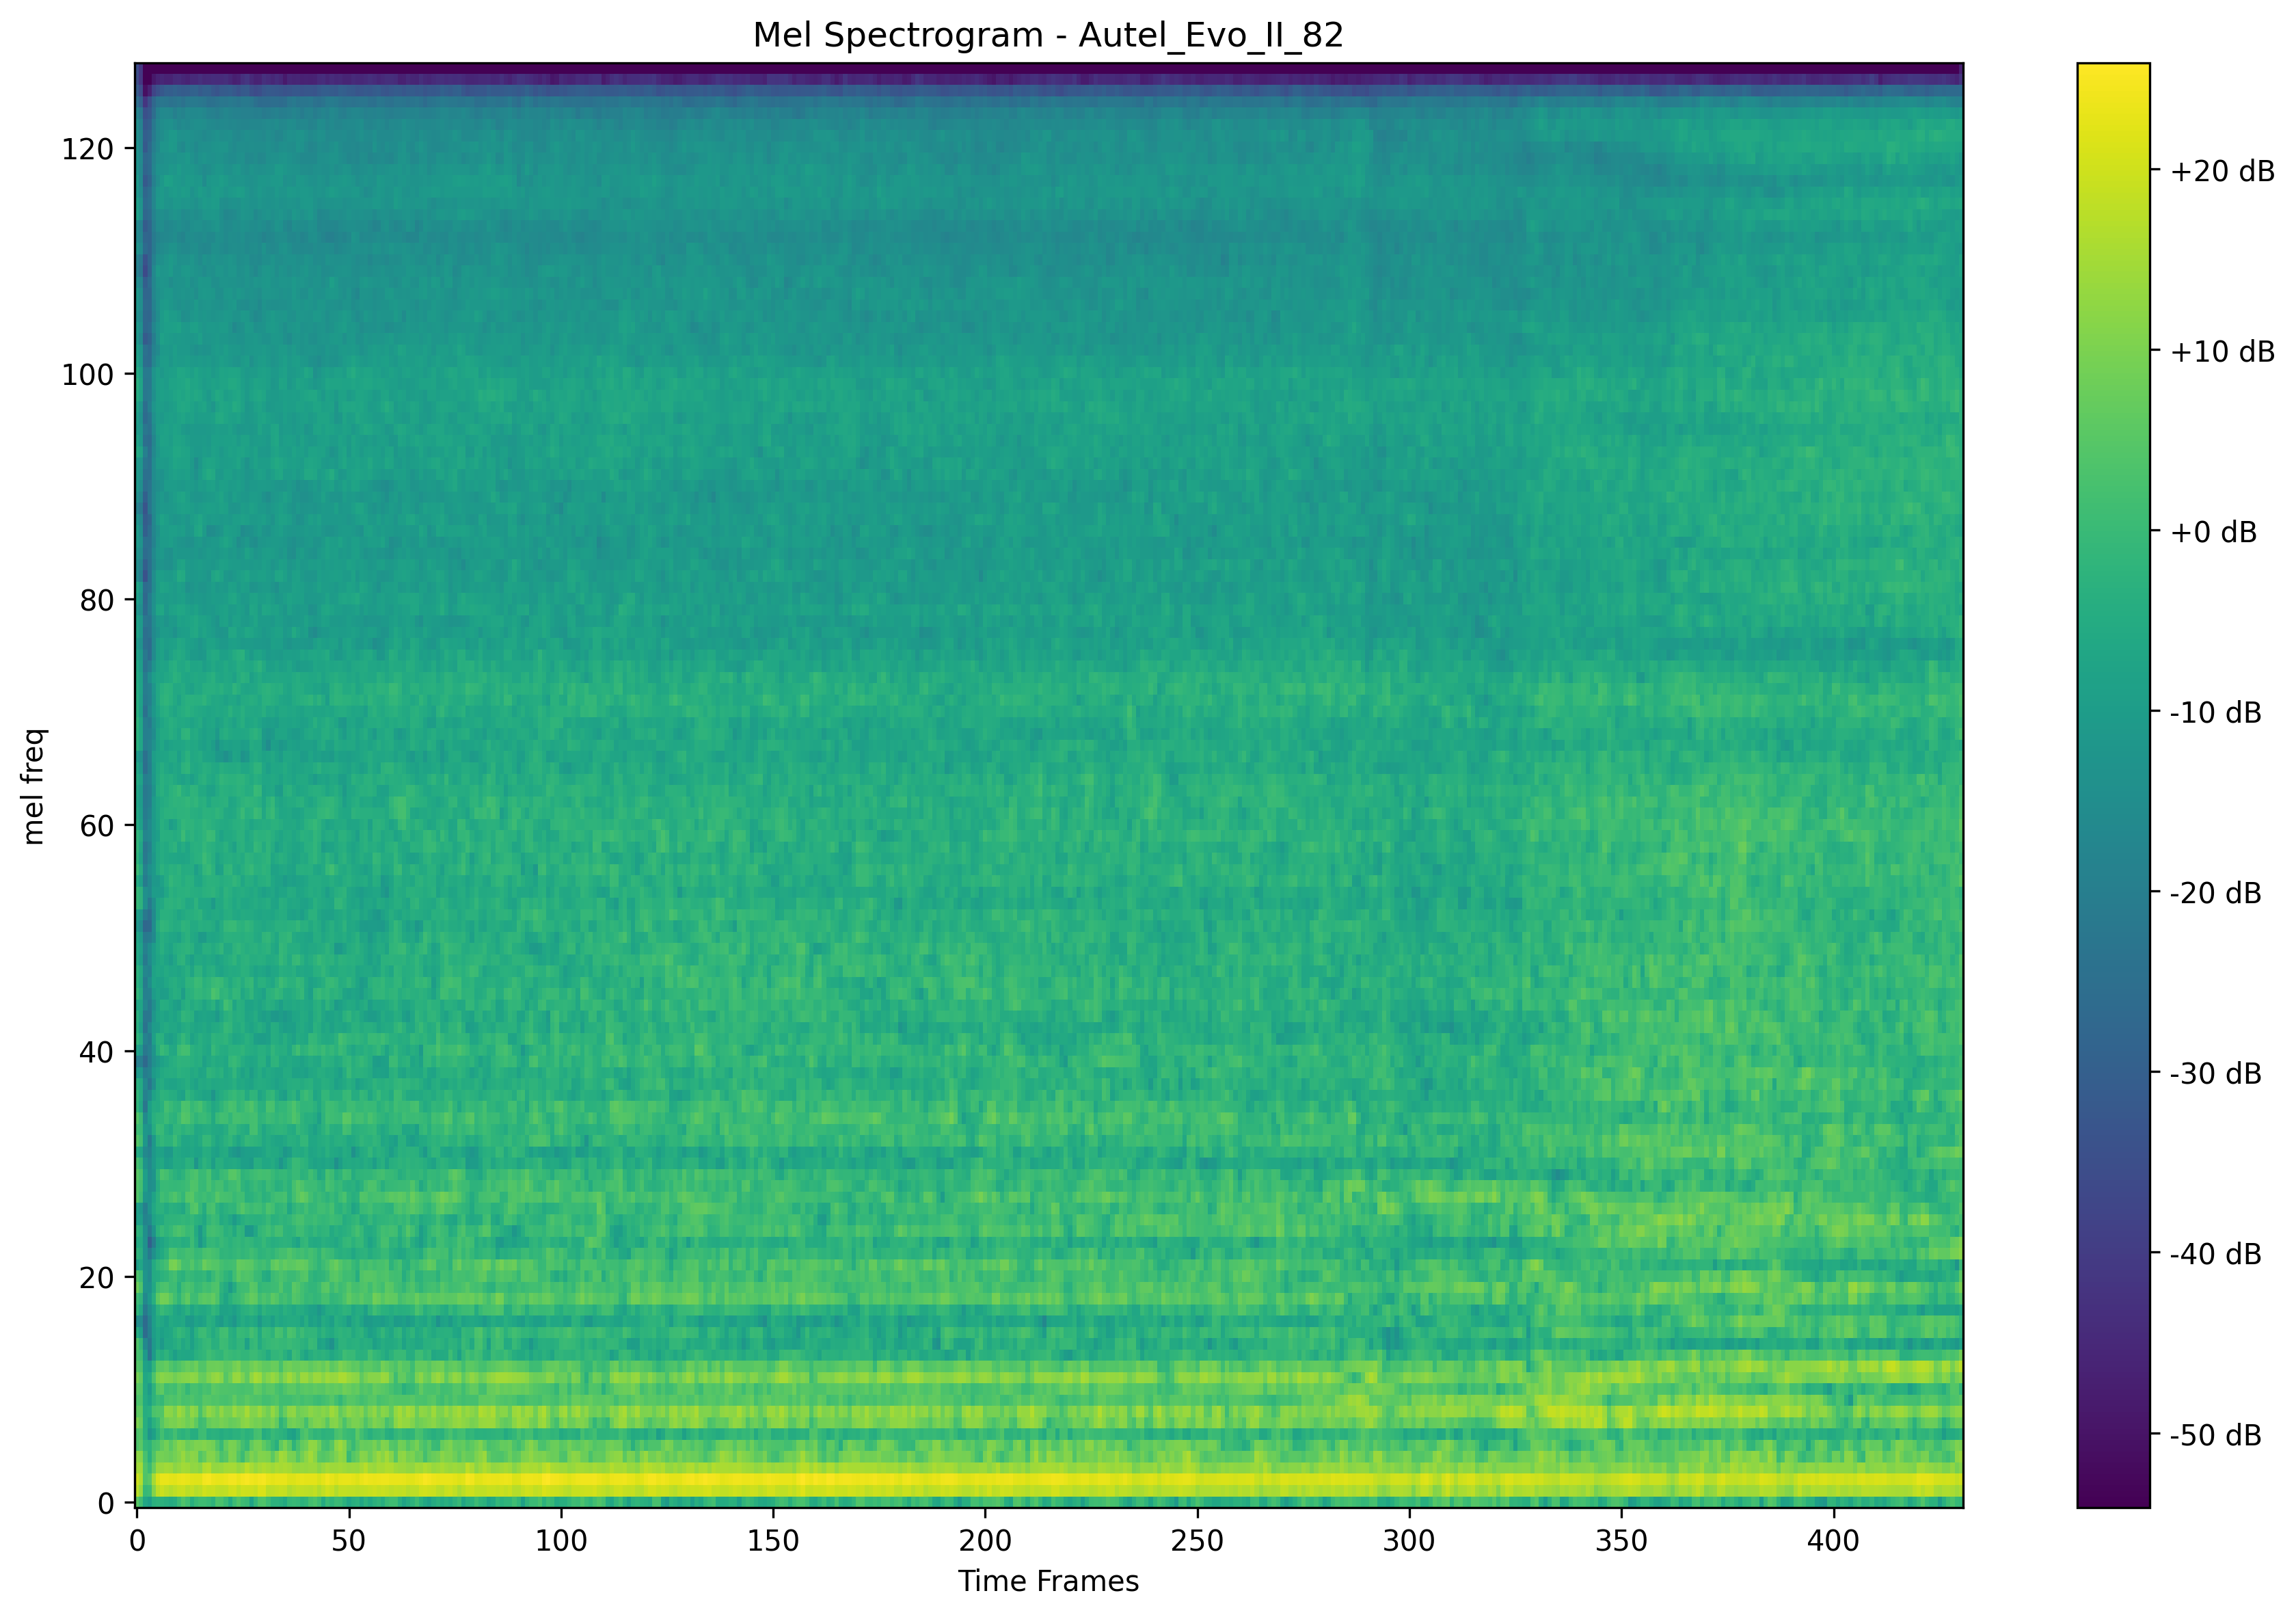 Mel Spectrogram - Autel_Evo_II_82
120
100
80
60
40
20
0
mel freq
0 50 100 150 200 250 300 350 400
Time Frames
+20 dB
+10 dB
+0 dB
-10 dB
-20 dB
-30 dB
-40 dB
-50 dB